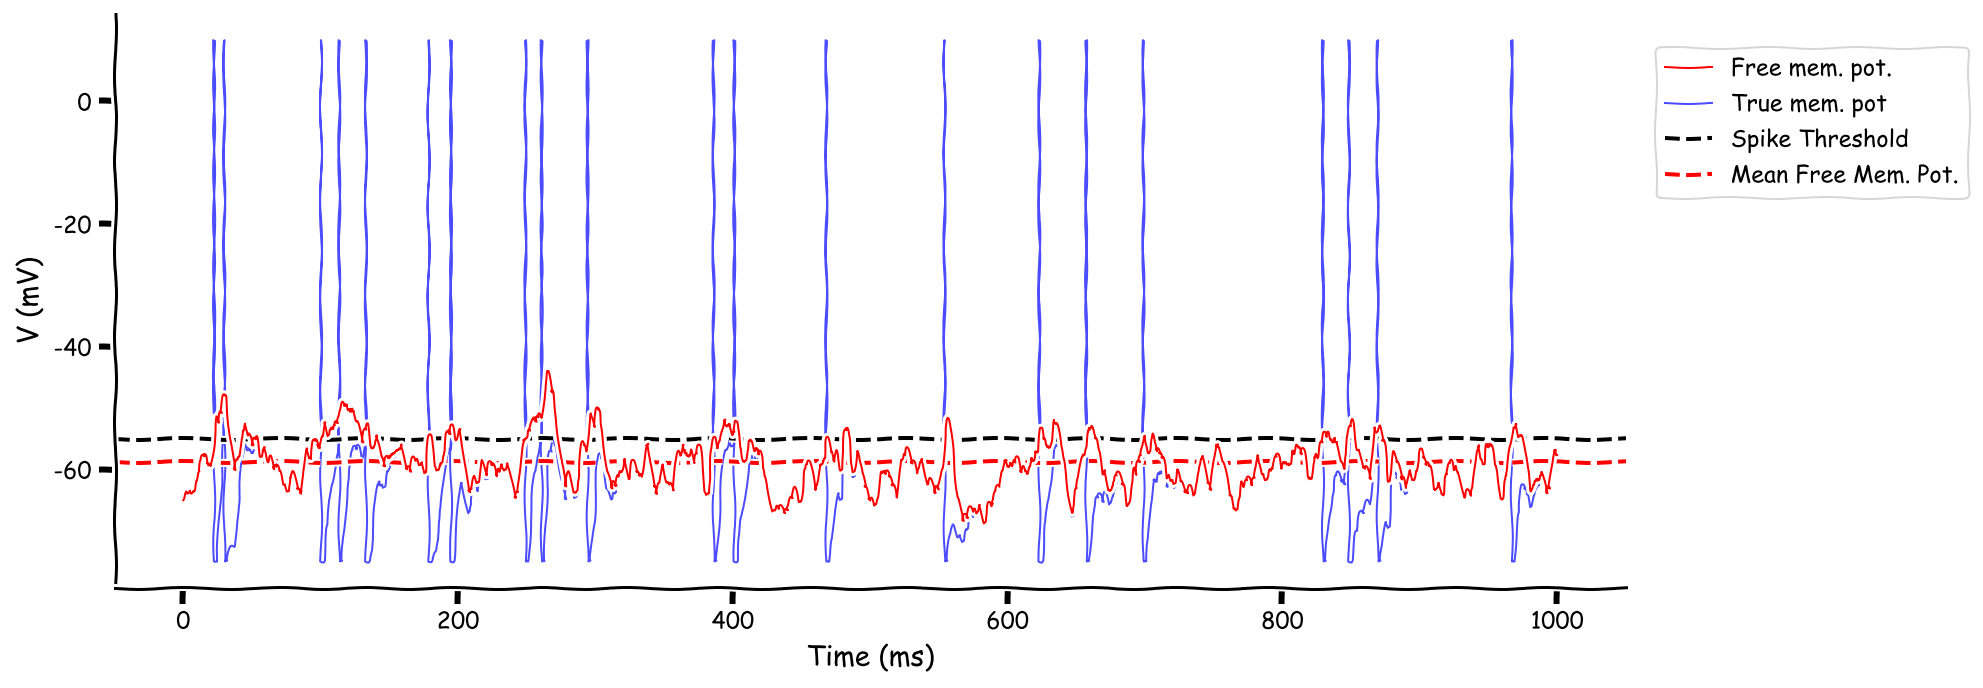 0
-20
-40
-60
V (mV)
0
200
400
600
800
1000
Time (ms)
Free mem. pot.
True mem. pot
Spike Threshold
Mean Free Mem. Pot.